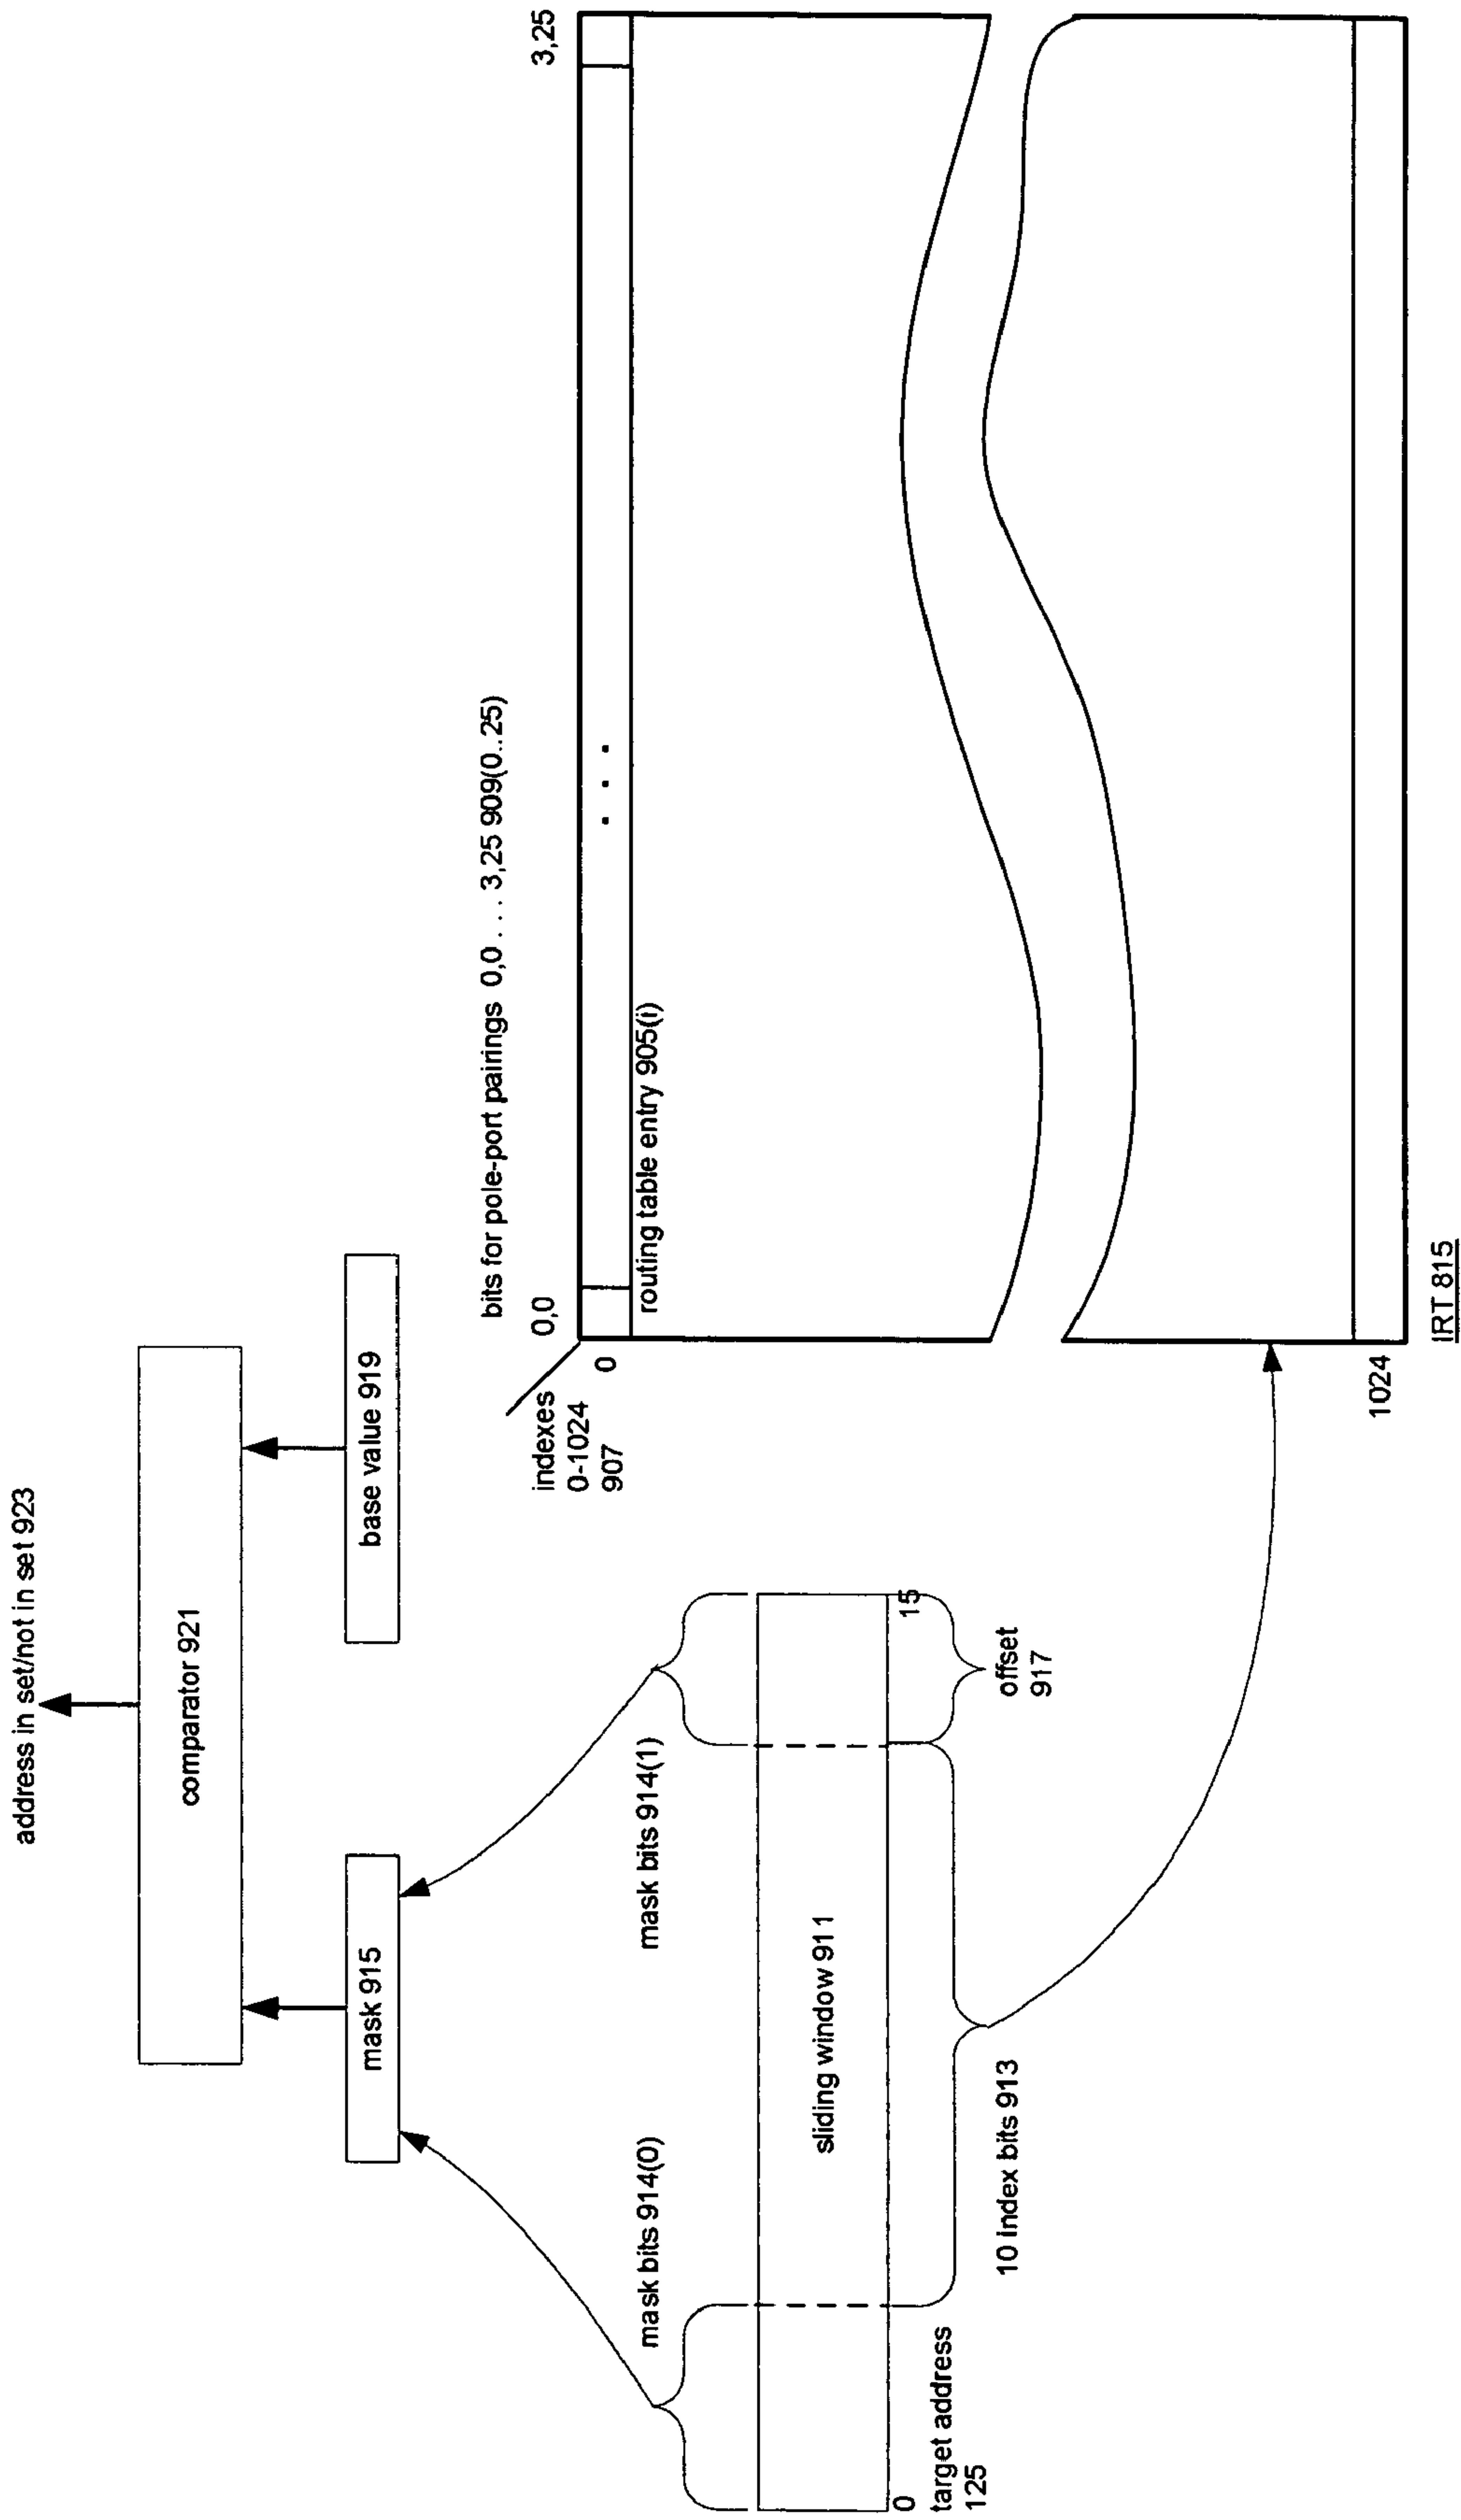 address in set/not in set 923
comparator 921
mask 915
base value 919
mask bits 914(0)
mask bits 914(1)
sliding window 911
0
15
target address
125
10 index bits 913
offset
917
bits for pole-port pairings 0,0 . . . 3,25 909(0..25)
0,0
3,25
indexes
0-1024
907
0
. . .
routing table entry 905(i)
1024
IRT 815